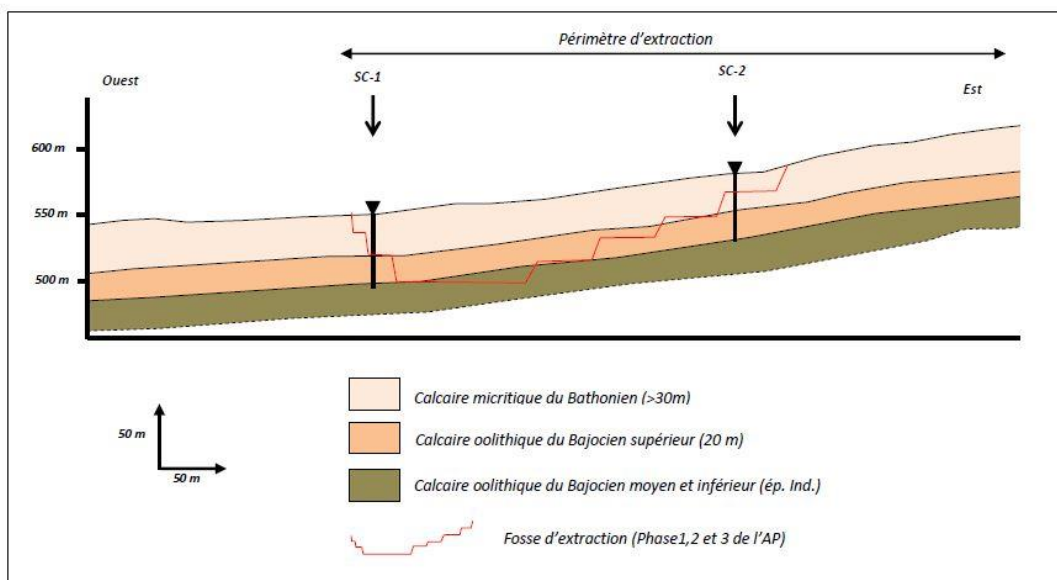 Périmètre d'extraction
Ouest
SC-1
SC-2
Est
600 m
550 m
500 m
50 m
50 m
Calcaire micritique du Bathonien (>30m)
Calcaire oolithique du Bajocien supérieur (20 m)
Calcaire oolithique du Bajocien moyen et inférieur (ép. Ind.)
Fosse d'extraction (Phase1,2 et 3 de l'AP)